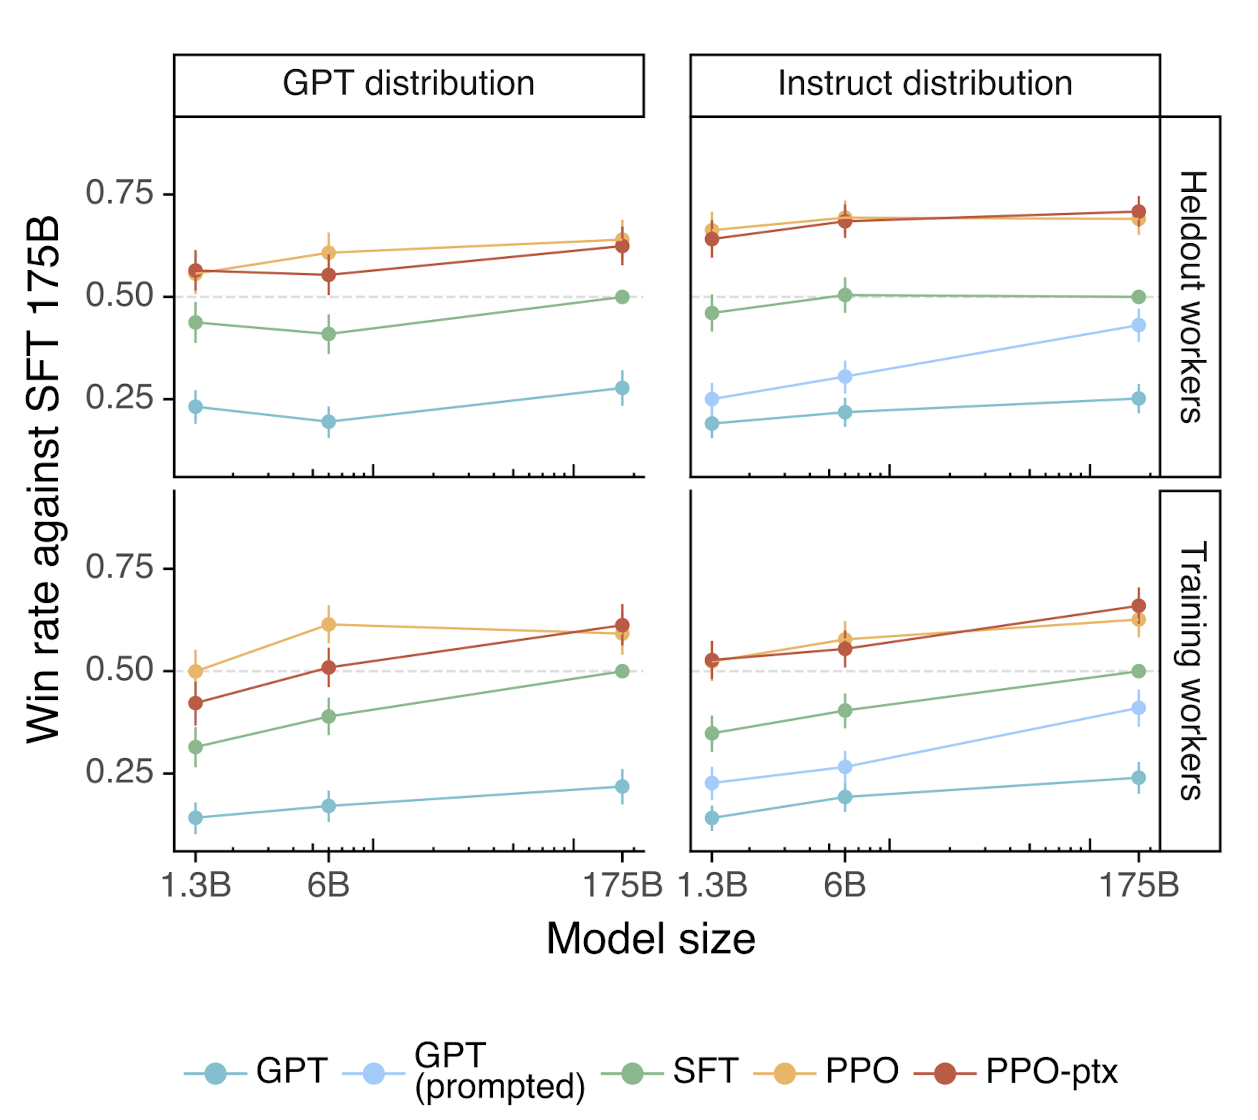 GPT distribution
Instruct distribution
Win rate against SFT 175B
0.75
0.50
0.25
Heldout workers
0.75
0.50
0.25
Training workers
1.3B
6B
175B
1.3B
6B
175B
Model size
GPT
GPT
(prompted)
SFT
PPO
PPO-ptx